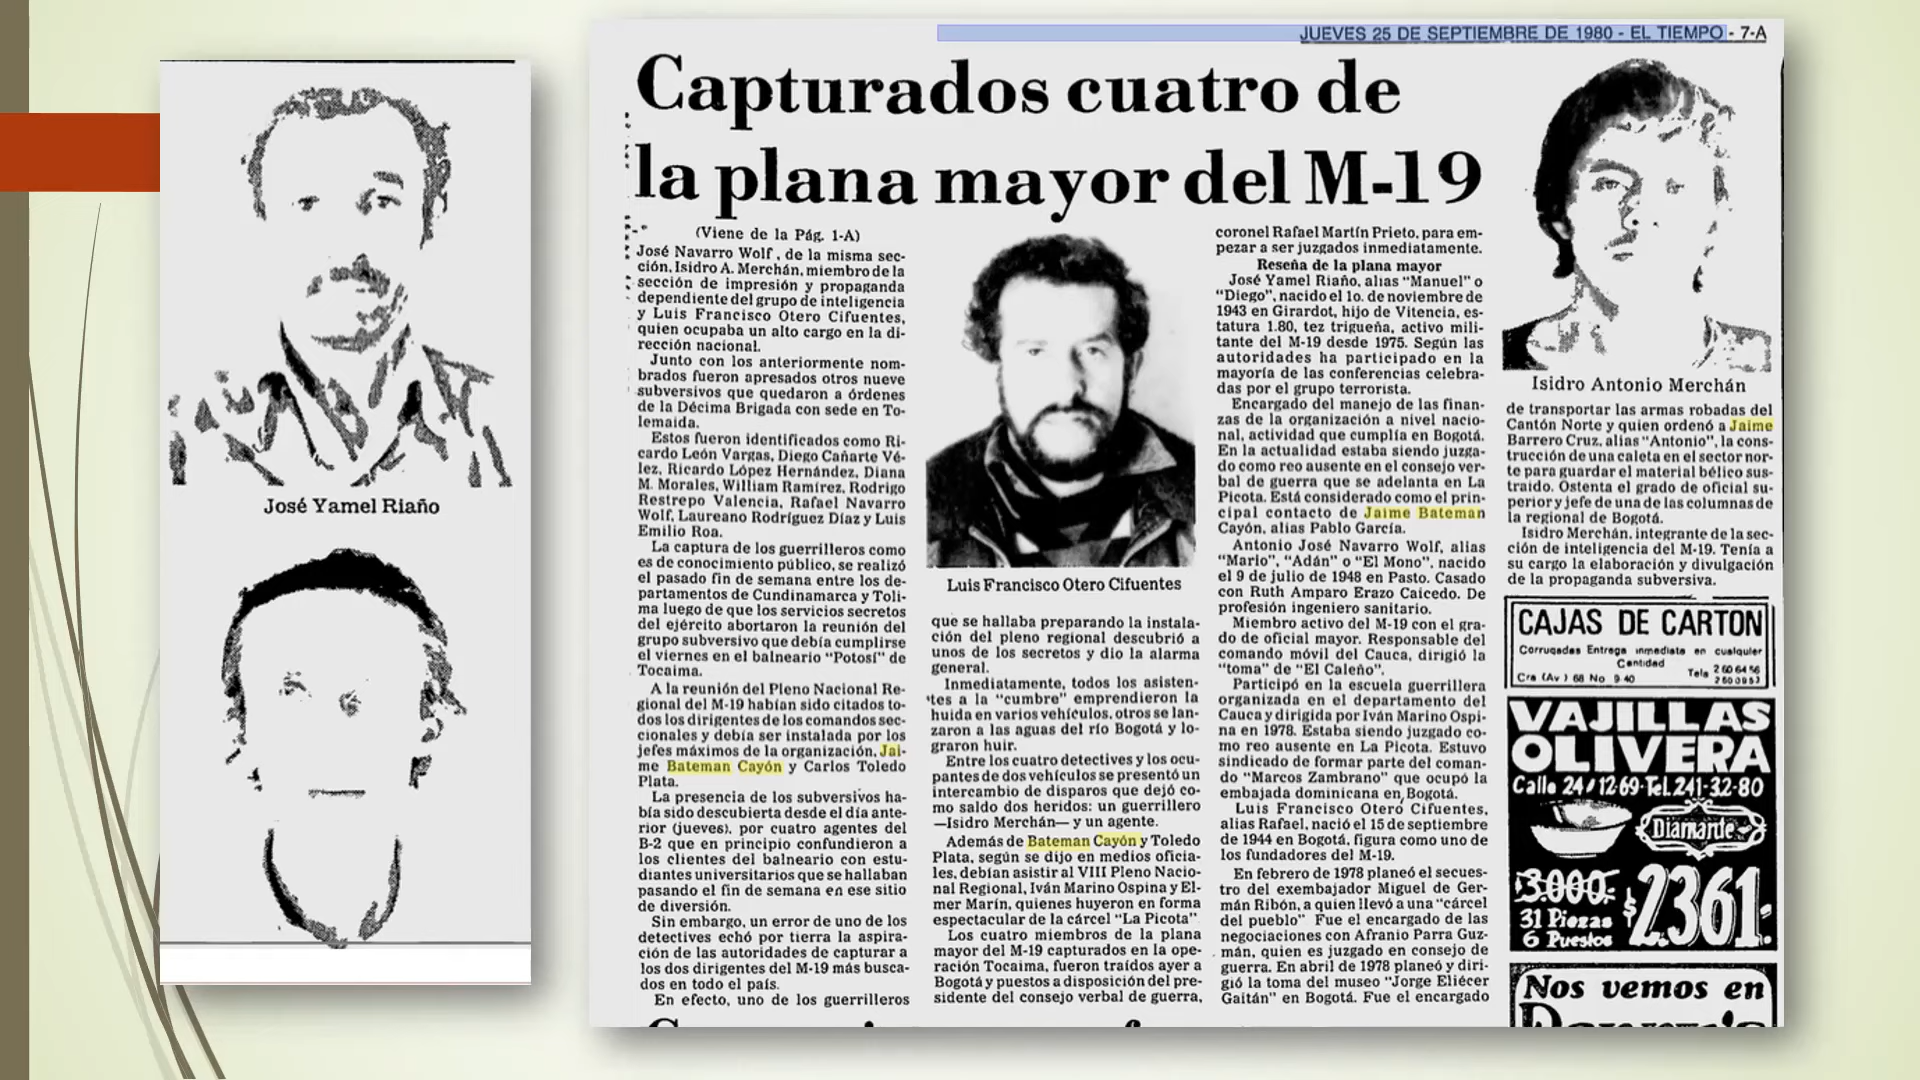 José Yamel Riaño
JUEVES 25 DE SEPTIEMBRE DE 1980 - EL TIEMPO - 7-A
Capturados cuatro de
la plana mayor del M-19
(Viene de la Pág. 1-A)
José Navarro Wolf, de la misma sec-
ción, Isidro A. Merchán, miembro de la
sección de impresión y propaganda
dependiente del grupo de inteligencia
y Luis Francisco Otero Cifuentes,
quien ocupaba un alto cargo en la di-
rección nacional.
Junto con los anteriormente nom-
brados fueron apresados otros nueve
subversivos que quedaron a órdenes
de la Décima Brigada con sede en To-
lemaida.
Estos fueron identificados como Ri-
cardo León Vargas, Diego Cañarte Vé-
lez, Ricardo López Hernández, Diana
M. Morales, William Ramírez, Rodrigo
Restrepo Valencia, Rafael Navarro
Wolf, Laureano Rodríguez Díaz y Luis
Emilio Roa.
La captura de los guerrilleros como
es de conocimiento público, se realizó
el pasado fin de semana entre los de-
partamentos de Cundinamarca y Toli-
ma luego de que los servicios secretos
del ejército abortaron la reunión del
grupo subversivo que debía cumplirse
el viernes en el balneario "Potosí" de
Tocaima.
A la reunión del Pleno Nacional Re-
gional del M-19 habían sido citados to-
dos los dirigentes de los comandos sec-
cionales y debía ser instalada por los
jefes máximos de la organización, Jai-
me Bateman Cayón y Carlos Toledo
Plata.
La presencia de los subversivos ha-
bía sido descubierta desde el día ante-
rior (jueves), por cuatro agentes del
B-2 que en principio confundieron a
los clientes del balneario con estu-
diantes universitarios que se hallaban
pasando el fin de semana en ese sitio
de diversión.
Sin embargo, un error de uno de los
detectives echó por tierra la aspira-
ción de las autoridades de capturar a
los dos dirigentes del M-19 más busca-
dos en todo el país.
En efecto, uno de los guerrilleros
Luis Francisco Otero Cifuentes
que se hallaba preparando la instala-
ción del pleno regional descubrió a
unos de los secretos y dio la alarma
general.
Inmediatamente, todos los asisten-
tes a la "cumbre" emprendieron la
huida en varios vehículos, otros se lan-
zaron a las aguas del río Bogotá y lo-
graron huir.
Entre los cuatro detectives y los ocu-
pantes de dos vehículos se presentó un
intercambio de disparos que dejó co-
mo saldo dos heridos: un guerrillero
—Isidro Merchán— y un agente.
Además de Bateman Cayón y Toledo
Plata, según se dijo en medios oficia-
les, debían asistir al VIII Pleno Nacio-
nal Regional, Iván Marino Ospina y El-
mer Marín, quienes huyeron en forma
espectacular de la cárcel "La Picota"
Los cuatro miembros de la plana
mayor del M-19 capturados en la ope-
ración Tocaima, fueron traídos ayer a
Bogotá y puestos a disposición del pre-
sidente del consejo verbal de guerra,
coronel Rafael Martín Prieto, para em-
pezar a ser juzgados inmediatamente.
Reseña de la plana mayor
José Yamel Riaño, alias "Manuel" o
"Diego", nacido el 1o. de noviembre de
1943 en Girardot, hijo de Vitencia, es-
tatura 1.80, tez trigueña, activo mili-
tante del M-19 desde 1975. Según las
autoridades ha participado en la
mayoría de las conferencias celebra-
das por el grupo terrorista.
Encargado del manejo de las finan-
zas de la organización a nivel nacio-
nal, actividad que cumplía en Bogotá.
En la actualidad estaba siendo juzga-
do como reo ausente en el consejo ver-
bal de guerra que se adelanta en La
Picota. Está considerado como el prin-
cipal contacto de Jaime Bateman
Cayón, alias Pablo García.
Antonio José Navarro Wolf, alias
"Mario", "Adán" o "El Mono", nacido
el 9 de julio de 1948 en Pasto. Casado
con Ruth Amparo Erazo Caicedo. De
profesión ingeniero sanitario.
Miembro activo del M-19 con el gra-
do de oficial mayor. Responsable del
comando móvil del Cauca, dirigió la
"toma" de "El Caleño".
Participó en la escuela guerrillera
organizada en el departamento del
Cauca y dirigida por Iván Marino Ospi-
na en 1978. Estaba siendo juzgado co-
mo reo ausente en La Picota. Estuvo
sindicado de formar parte del coman-
do "Marcos Zambrano" que ocupó la
embajada dominicana en Bogotá.
Luis Francisco Otero Cifuentes,
alias Rafael, nació el 15 de septiembre
de 1944 en Bogotá, figura como uno de
los fundadores del M-19.
En febrero de 1978 planeó el secues-
tro del exembajador Miguel de Ger-
mán Ribón, a quien llevó a una "cárcel
del pueblo" Fue el encargado de las
negociaciones con Afranio Parra Guz-
mán, quien es juzgado en consejo de
guerra. En abril de 1978 planeó y diri-
gió la toma del museo "Jorge Eliécer
Gaitán" en Bogotá. Fue el encargado
Isidro Antonio Merchán
de transportar las armas robadas del
Cantón Norte y quien ordenó a Jaime
Barrero Cruz, alias "Antonio", la cons-
trucción de una caleta en el sector nor-
te para guardar el material bélico sus-
traído. Ostenta el grado de oficial su-
perior y jefe de una de las columnas de
la regional de Bogotá.
Isidro Merchán, integrante de la sec-
ción de inteligencia del M-19. Tenía a
su cargo la elaboración y divulgación
de la propaganda subversiva.
CAJAS DE CARTON
Corrugadas Entrega inmediata en cualquier
Cantidad
Cra (Av) 68 No 9-40 Tels
VAJILLAS
OLIVERA
Calle 24 # 12-69-Tel. 241-32-80
Diamante
3.000:
31 Piezas
6 Puestos
$2.361:
Nos vemos en